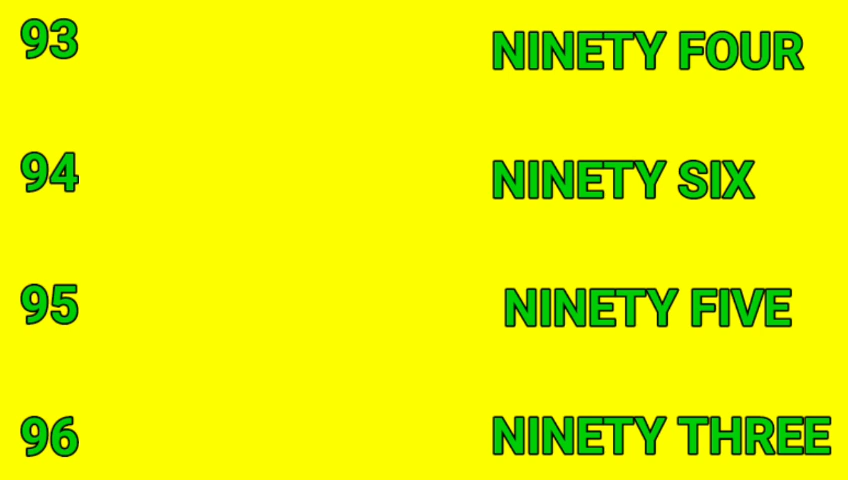 93 NINETY FOUR
94 NINETY SIX
95 NINETY FIVE
96 NINETY THREE